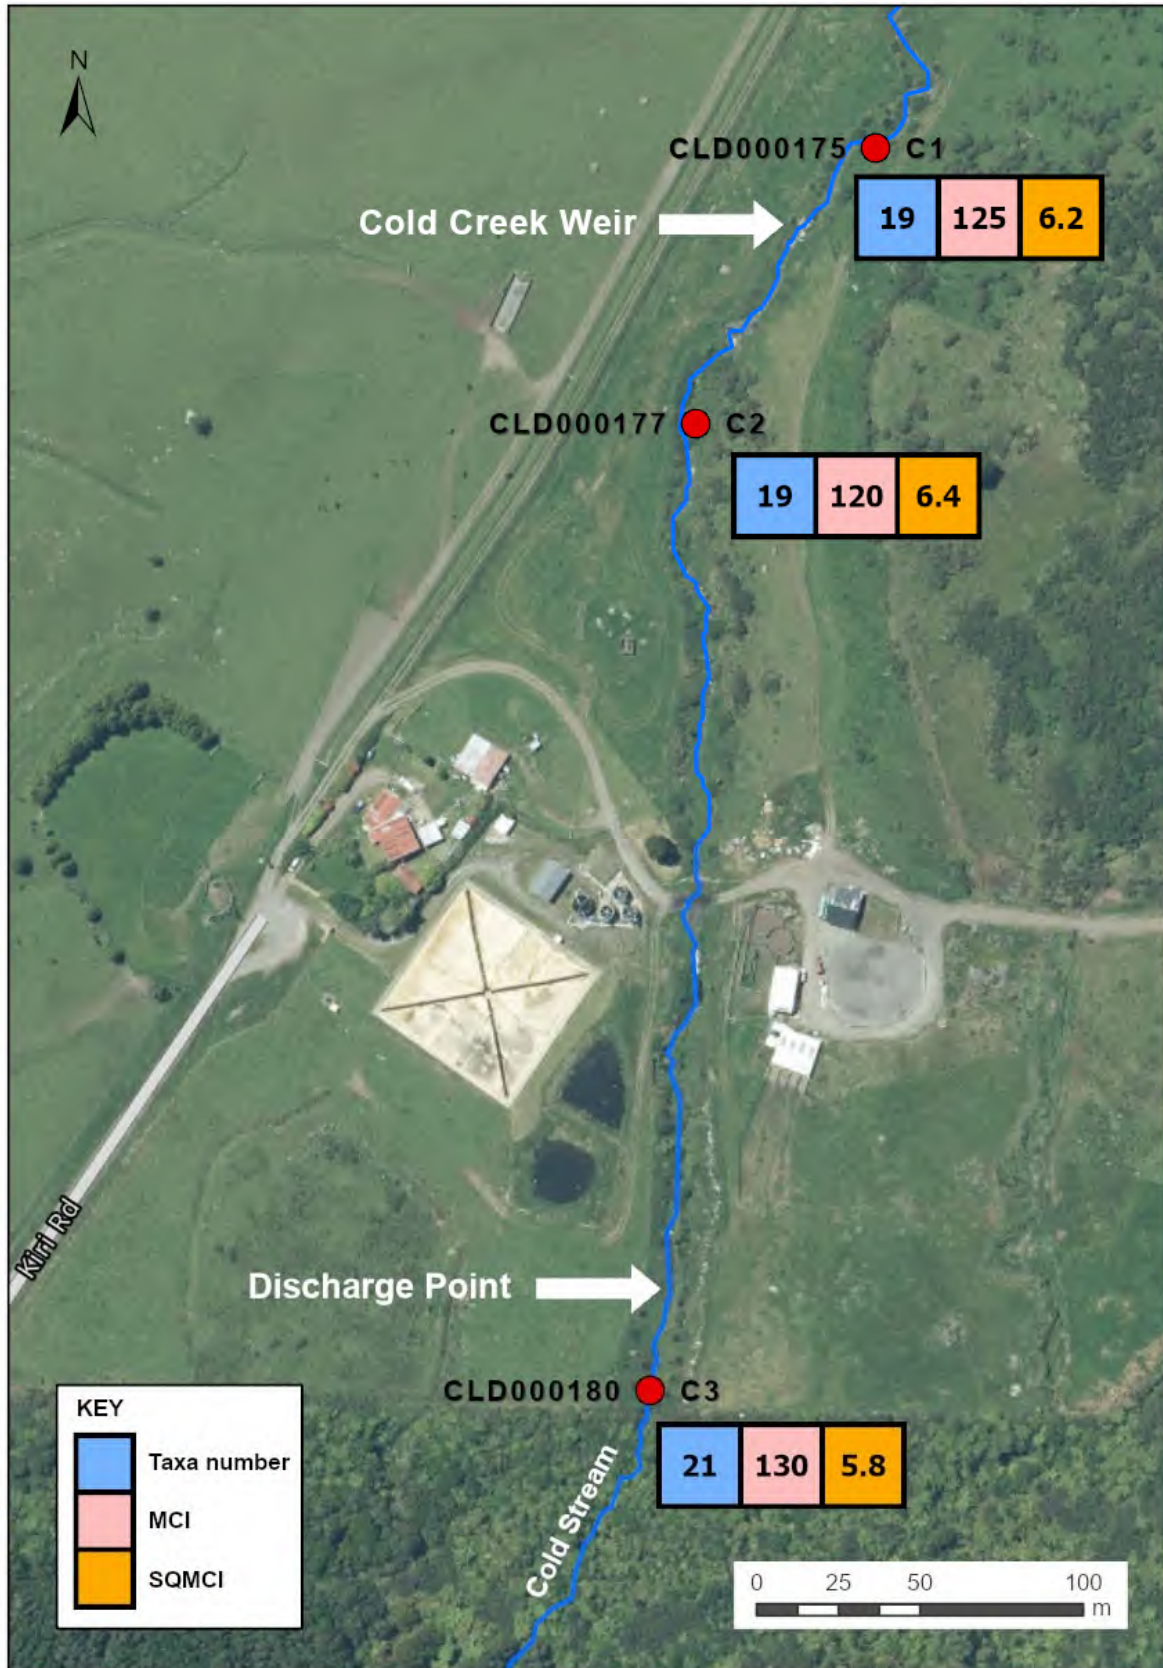 N
CLD000175 C1
19 125 6.2
Cold Creek Weir
CLD000177 C2
19 120 6.4
Kiri Rd
Discharge Point
CLD000180 C3
21 130 5.8
Cold Stream
KEY
Taxa number
MCI
SQMCI
0 25 50 100
m